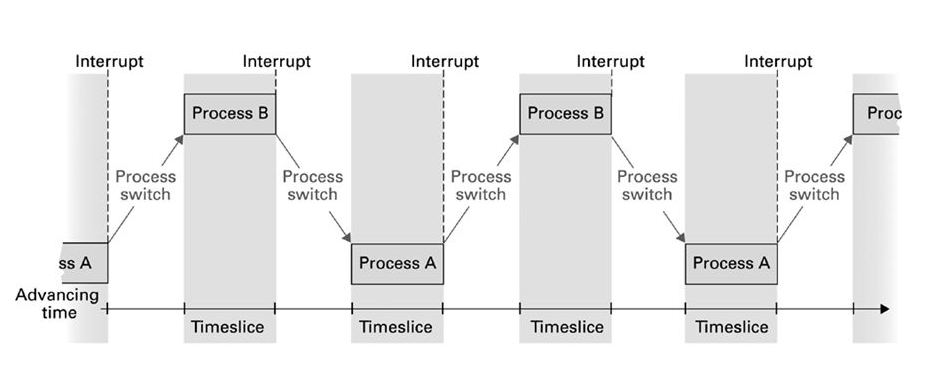 Interrupt Interrupt Interrupt Interrupt Interrupt
Process B Process B Proc
Process Process Process Process Process
switch switch switch switch switch
ss A Process A Process A
Advancing
time
Timeslice Timeslice Timeslice Timeslice